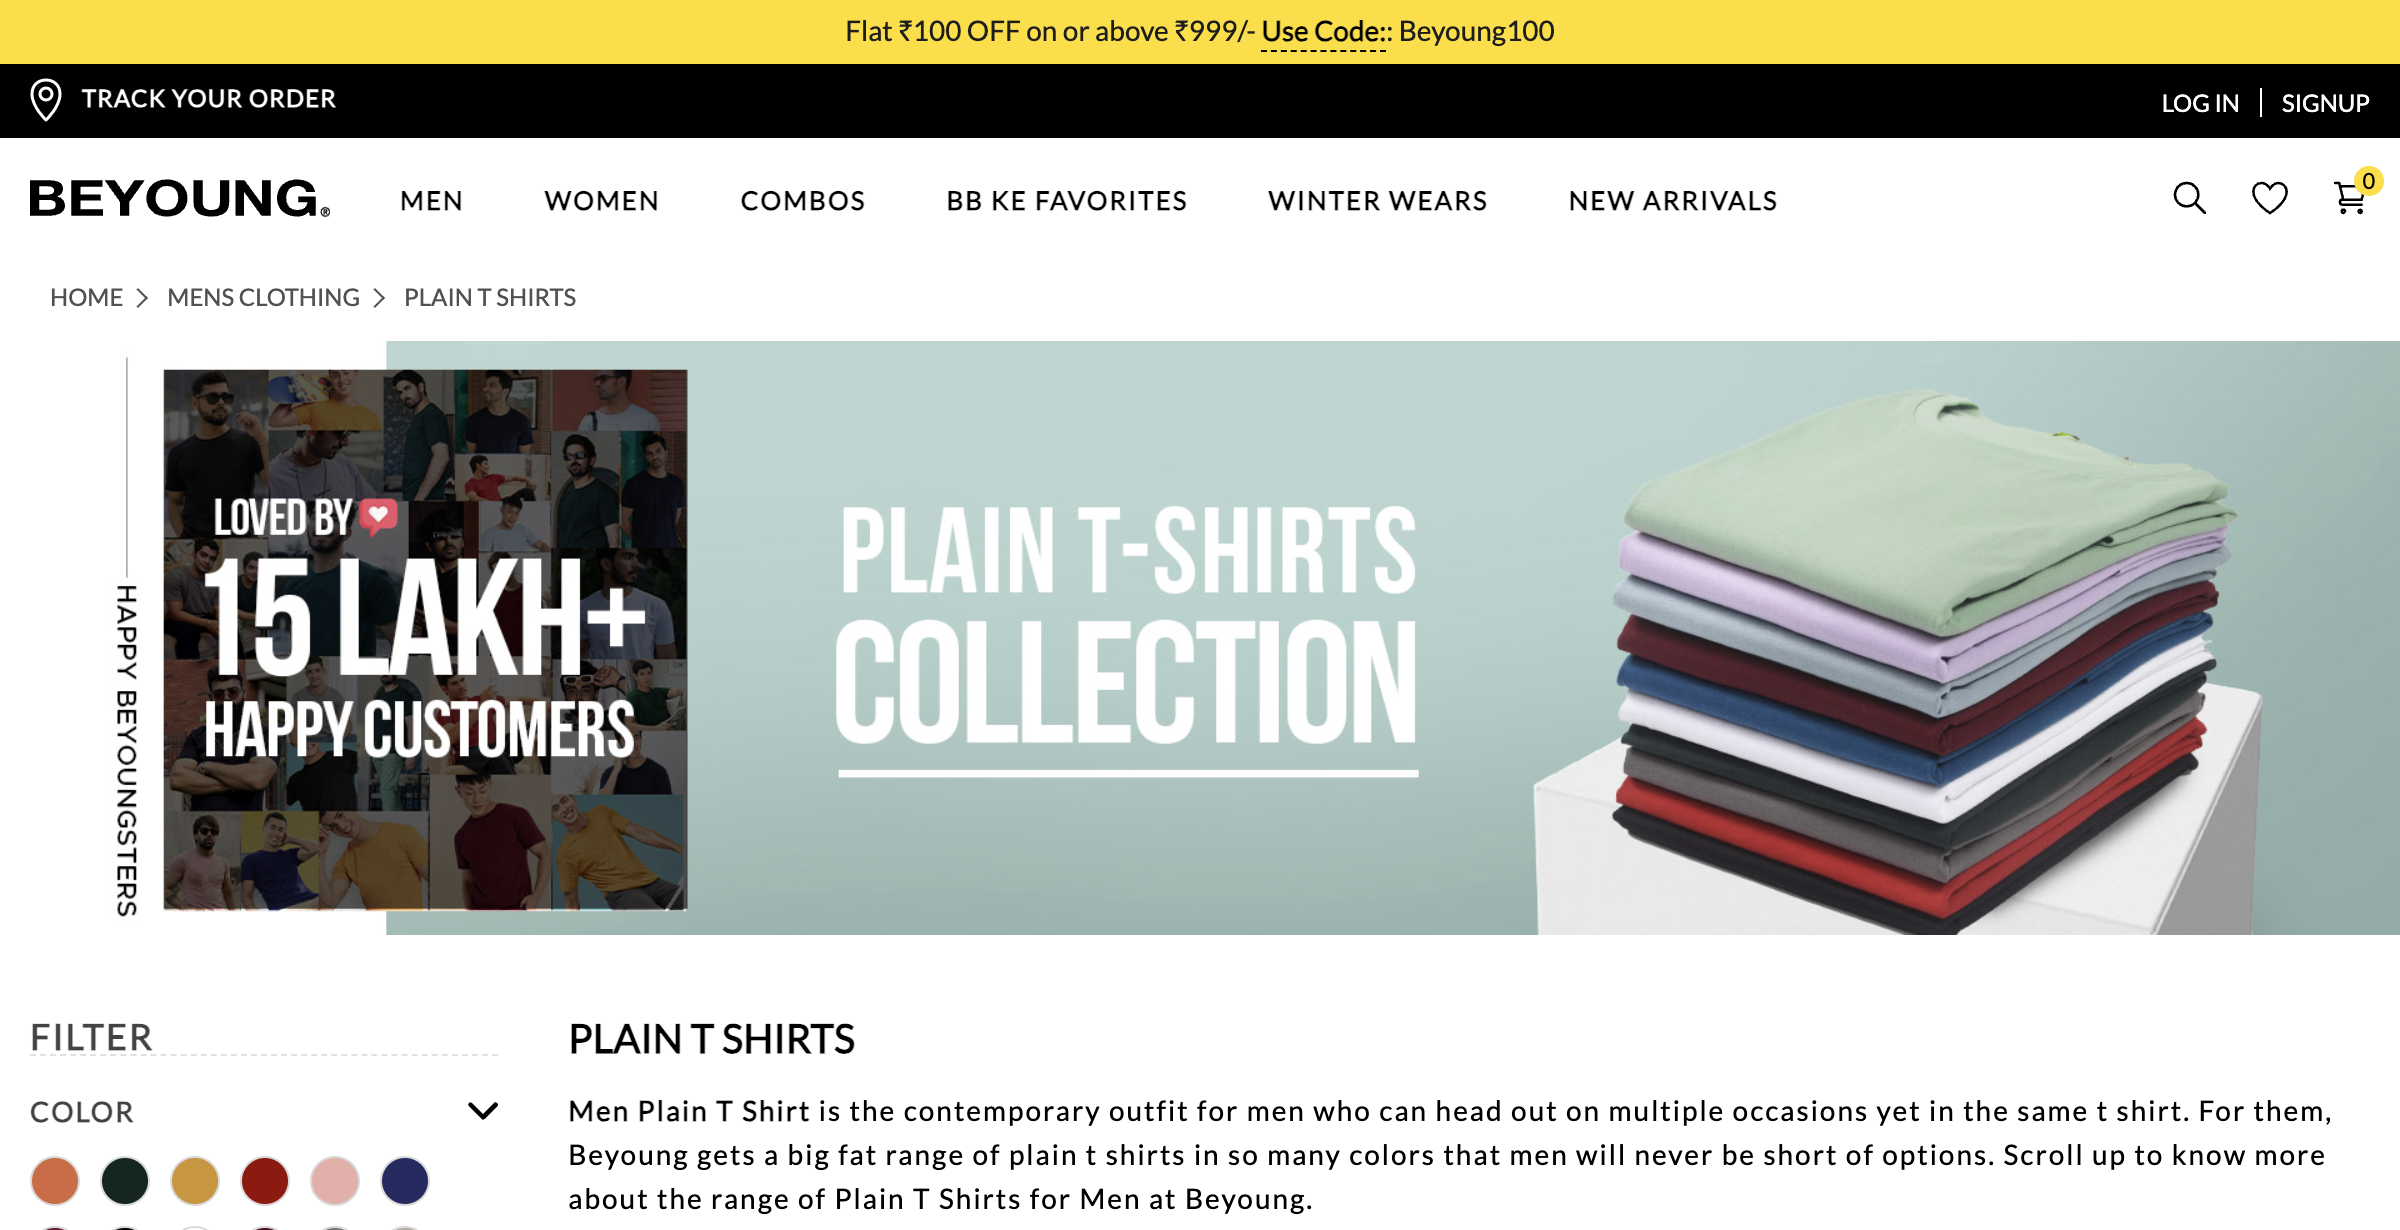 Flat ₹100 OFF on or above ₹999/- Use Code:: Beyoung100
TRACK YOUR ORDER
LOG IN | SIGNUP
BEYOUNG®
MEN
WOMEN
COMBOS
BB KE FAVORITES
WINTER WEARS
NEW ARRIVALS
0
HOME > MENS CLOTHING > PLAIN T SHIRTS
HAPPY BEYOUNGSTERS
LOVED BY
15 LAKH+
HAPPY CUSTOMERS
PLAIN T-SHIRTS
COLLECTION
FILTER
COLOR
PLAIN T SHIRTS
Men Plain T Shirt is the contemporary outfit for men who can head out on multiple occasions yet in the same t shirt. For them,
Beyoung gets a big fat range of plain t shirts in so many colors that men will never be short of options. Scroll up to know more
about the range of Plain T Shirts for Men at Beyoung.